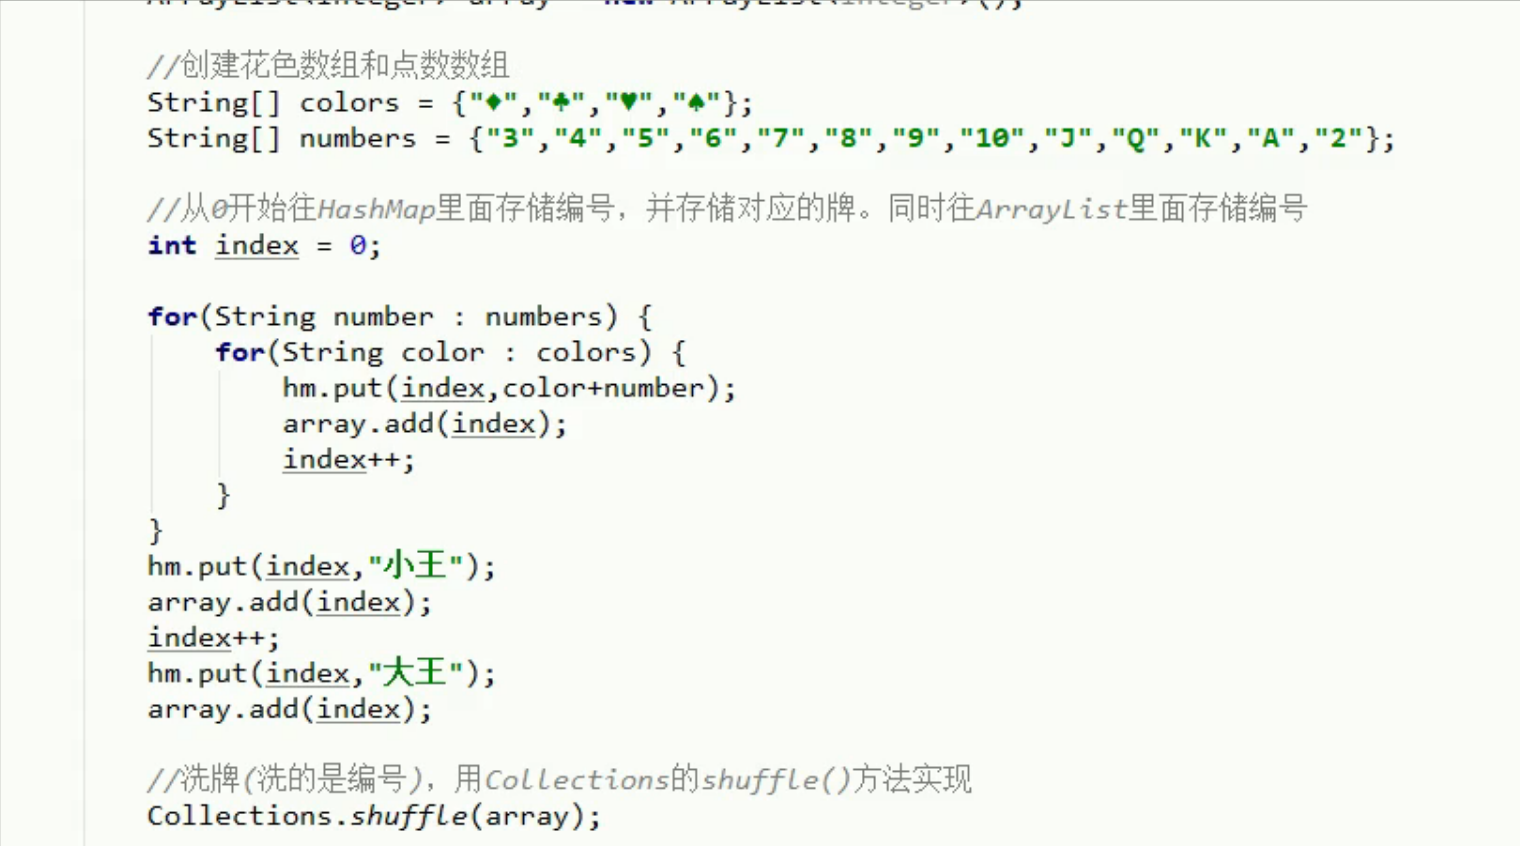 ArrayList<Integer> array = new ArrayList<Integer>();
//创建花色数组和点数数组
String[] colors = {"♦","♣","♥","♠"};
String[] numbers = {"3","4","5","6","7","8","9","10","J","Q","K","A","2"};
//从0开始往HashMap里面存储编号，并存储对应的牌。同时往ArrayList里面存储编号
int index = 0;
for(String number : numbers) {
for(String color : colors) {
hm.put(index,color+number);
array.add(index);
index++;
}
}
hm.put(index,"小王");
array.add(index);
index++;
hm.put(index,"大王");
array.add(index);
//洗牌(洗的是编号)，用Collections的shuffle()方法实现
Collections.shuffle(array);